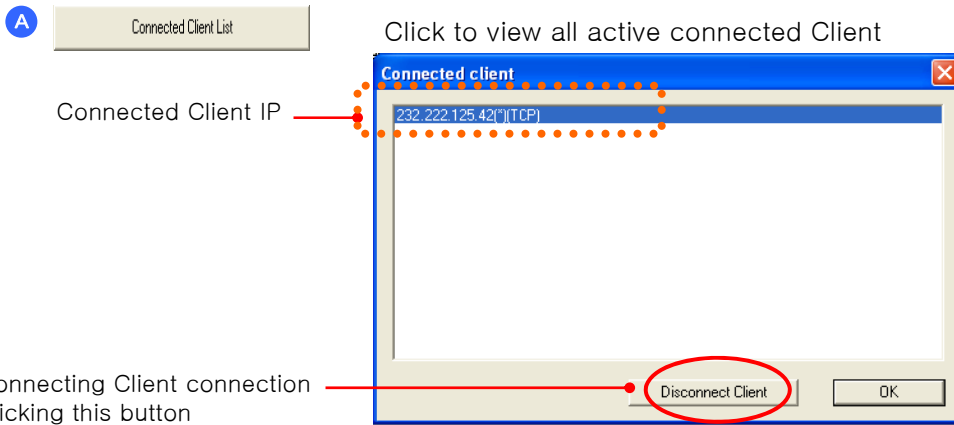 A
Connected Client List
Click to view all active connected Client
Connected client
Connected Client IP
232.222.125.42(*)(TCP)
onnecting Client connection
icking this button
Disconnect Client
OK